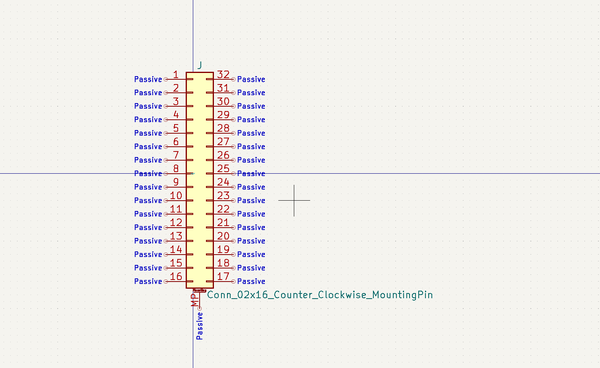 J
Passive 1 32 Passive
Passive 2 31 Passive
Passive 3 30 Passive
Passive 4 29 Passive
Passive 5 28 Passive
Passive 6 27 Passive
Passive 7 26 Passive
Passive 8 25 Passive
Passive 9 24 Passive
Passive 10 23 Passive
Passive 11 22 Passive
Passive 12 21 Passive
Passive 13 20 Passive
Passive 14 19 Passive
Passive 15 18 Passive
Passive 16 17 Passive
MP Conn_02x16_Counter_Clockwise_MountingPin
Passive